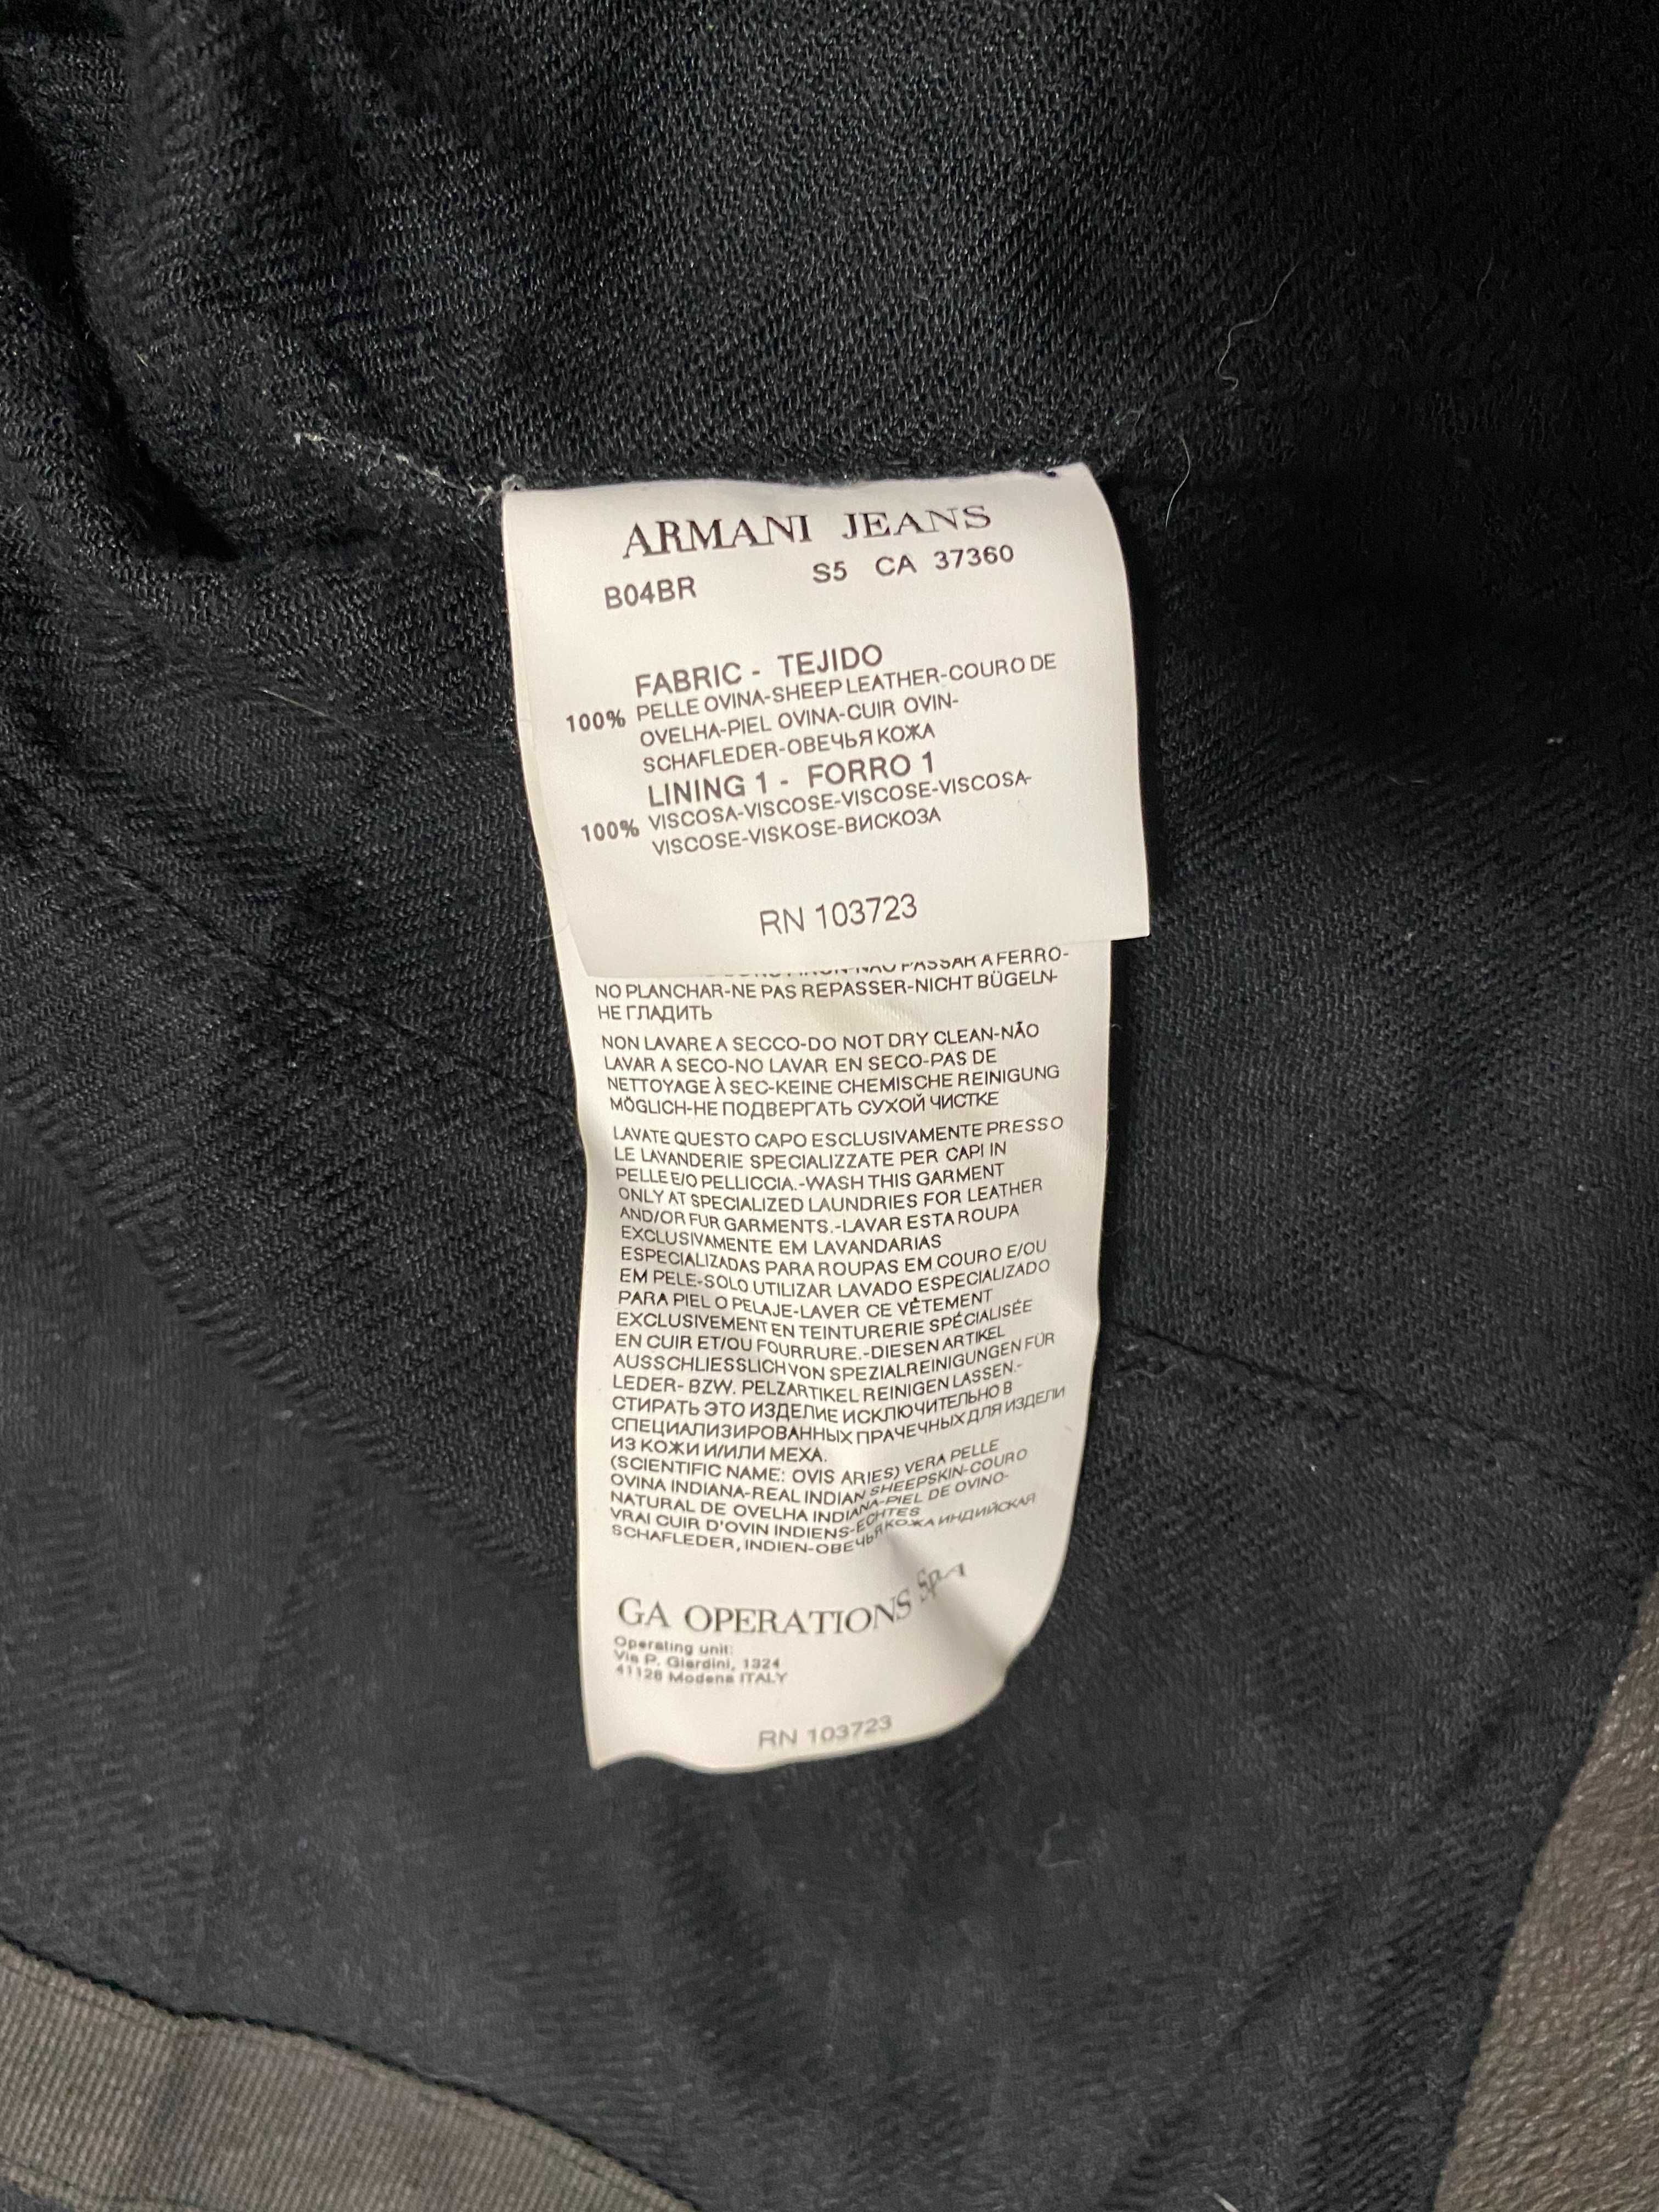 ARMANI JEANS
B04BR S5 CA 37360
FABRIC - TEJIDO
100% PELLE OVINA-SHEEP LEATHER-COURO DE
OVELHA-PIEL OVINA-CUIR OVIN-
SCHAFLEDER-ОВЕЧЬЯ КОЖА
LINING 1 - FORRO 1
100% VISCOSA-VISCOSE-VISCOSE-VISCOSA-
VISCOSE-VISKOSE-ВИСКОЗА
RN 103723
PASSAR A FERRO-
NO PLANCHAR-NE PAS REPASSER-NICHT BÜGELN-
НЕ ГЛАДИТЬ
NON LAVARE A SECCO-DO NOT DRY CLEAN-NÃO
LAVAR A SECO-NO LAVAR EN SECO-PAS DE
NETTOYAGE À SEC-KEINE CHEMISCHE REINIGUNG
MÖGLICH-НЕ ПОДВЕРГАТЬ СУХОЙ ЧИСТКЕ
LAVATE QUESTO CAPO ESCLUSIVAMENTE PRESSO
LE LAVANDERIE SPECIALIZZATE PER CAPI IN
PELLE E/O PELLICCIA.-WASH THIS GARMENT
ONLY AT SPECIALIZED LAUNDRIES FOR LEATHER
AND/OR FUR GARMENTS.-LAVAR ESTA ROUPA
EXCLUSIVAMENTE EM LAVANDARIAS
ESPECIALIZADAS PARA ROUPAS EM COURO E/OU
EM PELE-SOLO UTILIZAR LAVADO ESPECIALIZADO
PARA PIEL O PELAJE-LAVER CE VÊTEMENT
EXCLUSIVEMENT EN TEINTURERIE SPÉCIALISÉE
EN CUIR ET/OU FOURRURE.-DIESEN ARTIKEL
AUSSCHLIESSLICH VON SPEZIALREINIGUNGEN FÜR
LEDER- BZW. PELZARTIKEL REINIGEN LASSEN.-
СТИРАТЬ ЭТО ИЗДЕЛИЕ ИСКЛЮЧИТЕЛЬНО В
СПЕЦИАЛИЗИРОВАННЫХ ПРАЧЕЧНЫХ ДЛЯ ИЗДЕЛИ
ИЗ КОЖИ И/ИЛИ МЕХА.
(SCIENTIFIC NAME: OVIS ARIES) VERA PELLE
OVINA INDIANA-REAL INDIAN SHEEPSKIN-COURO
NATURAL DE OVELHA INDIANA-PIEL DE OVINO-
VRAI CUIR D'OVIN INDIENS-ECHTES
SCHAFLEDER, INDIEN-ОВЕЧЬЯ КОЖА ИНДИЙСКАЯ
GA OPERATIONS SpA
Operating unit:
Via P. Giardini, 1324
41128 Modena ITALY
RN 103723